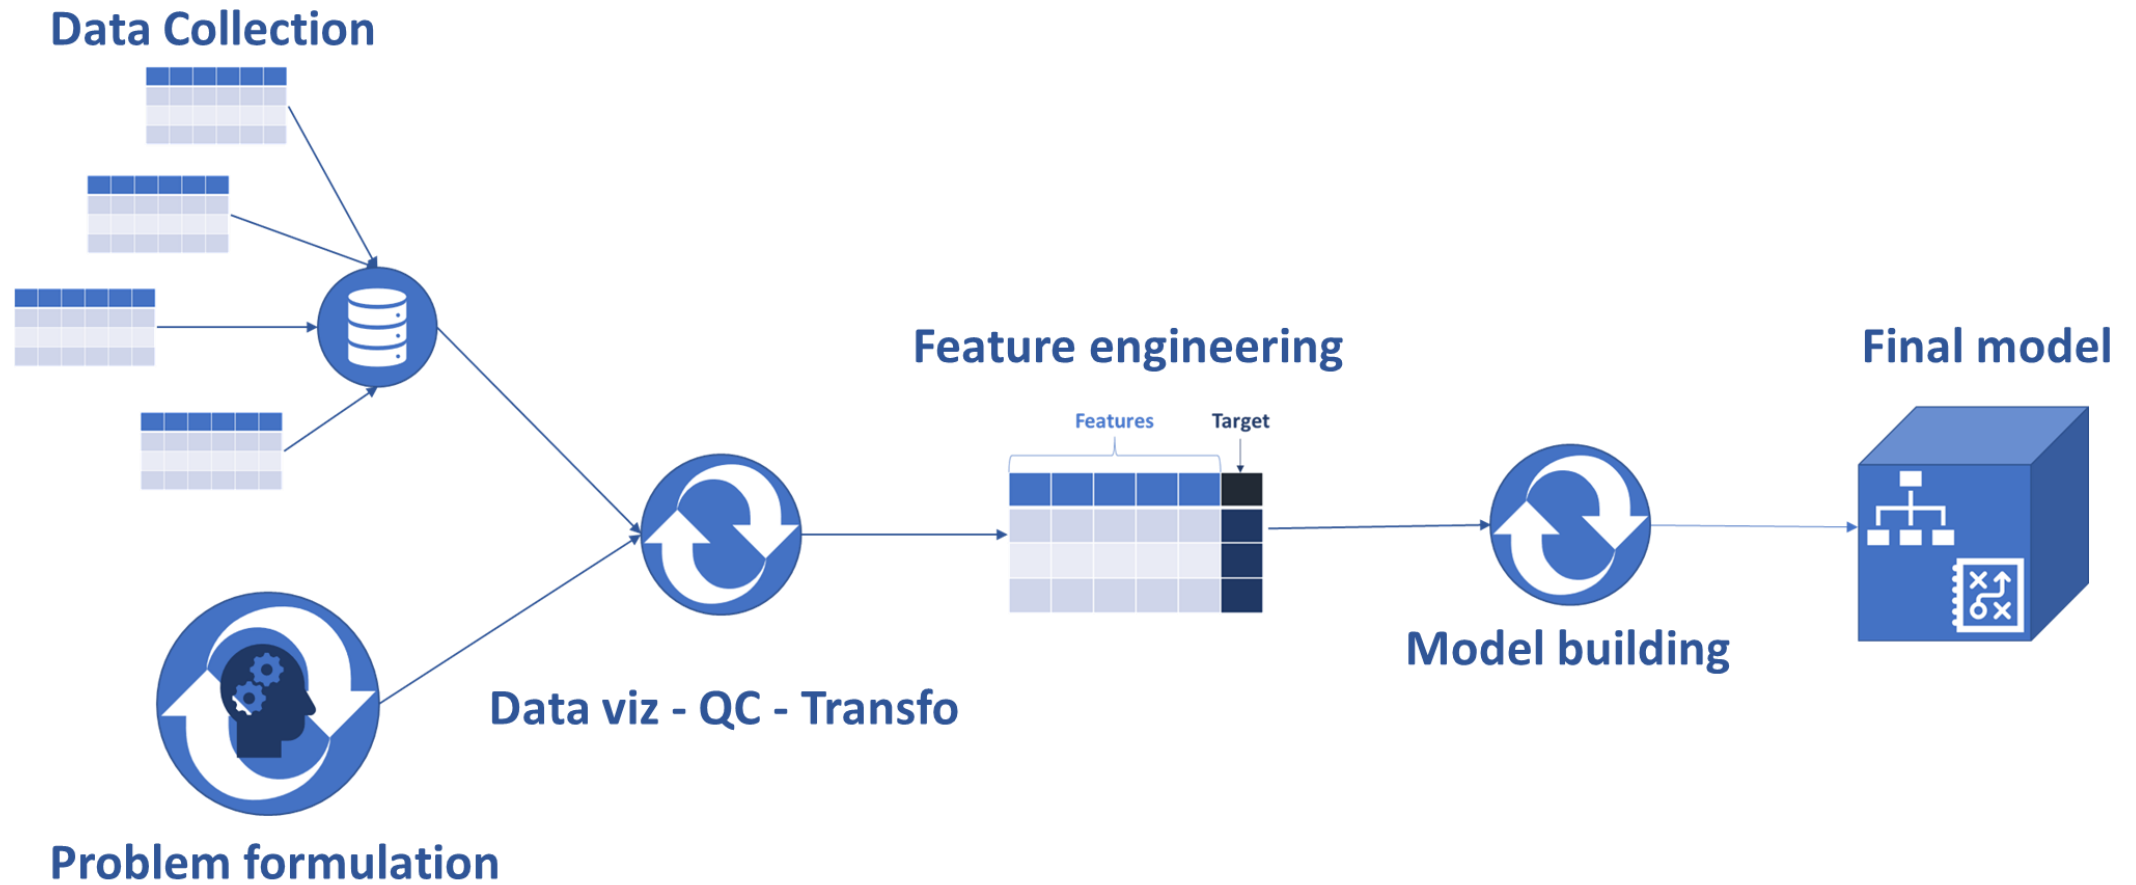 Data Collection
Feature engineering
Final model
Features
Target
Model building
Data viz - QC - Transfo
Problem formulation